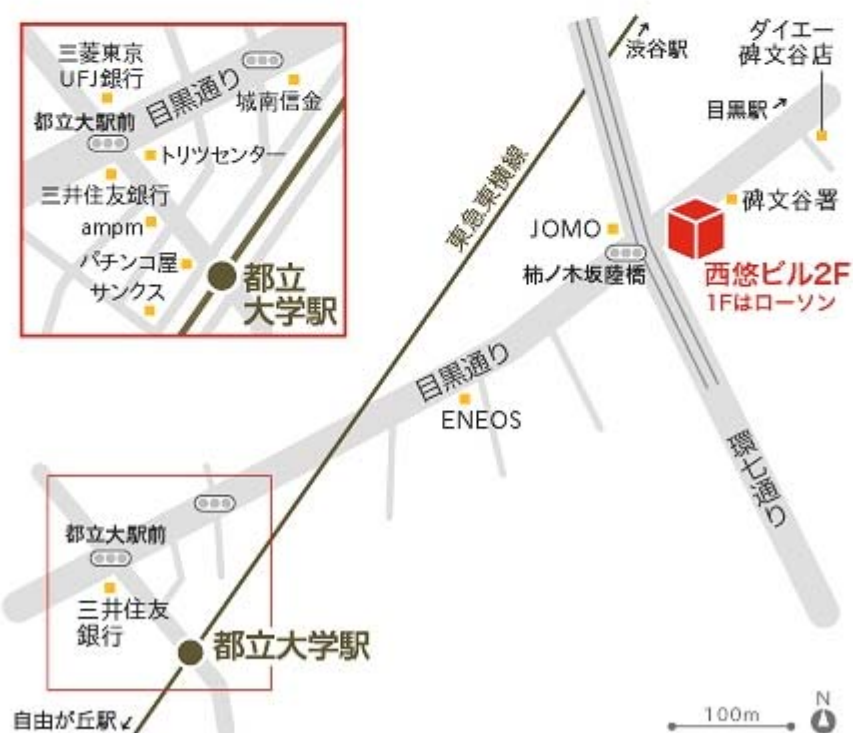 三菱東京
UFJ銀行
目黒通り
城南信金
都立大駅前
トリツセンター
三井住友銀行
ampm
パチンコ屋
サンクス
都立
大学駅
渋谷駅
ダイエー
碑文谷店
目黒駅
東急東横線
碑文谷署
JOMO
柿ノ木坂陸橋
西悠ビル2F
1Fはローソン
目黒通り
ENEOS
環七通り
都立大駅前
三井住友
銀行
都立大学駅
自由が丘駅
100m
N